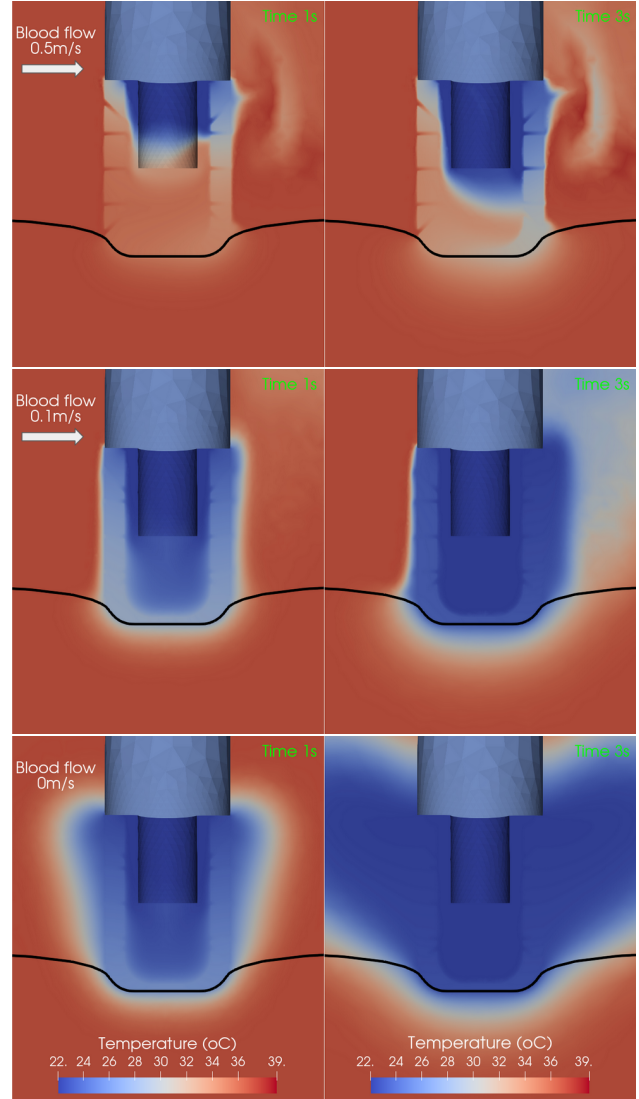 Blood flow
0.5m/s
Time 1s
Time 3s
Blood flow
0.1m/s
Time 1s
Time 3s
Blood flow
0m/s
Time 1s
Time 3s
Temperature (oC)
22. 24 26 28 30 32 34 36 39.
Temperature (oC)
22. 24 26 28 30 32 34 36 39.